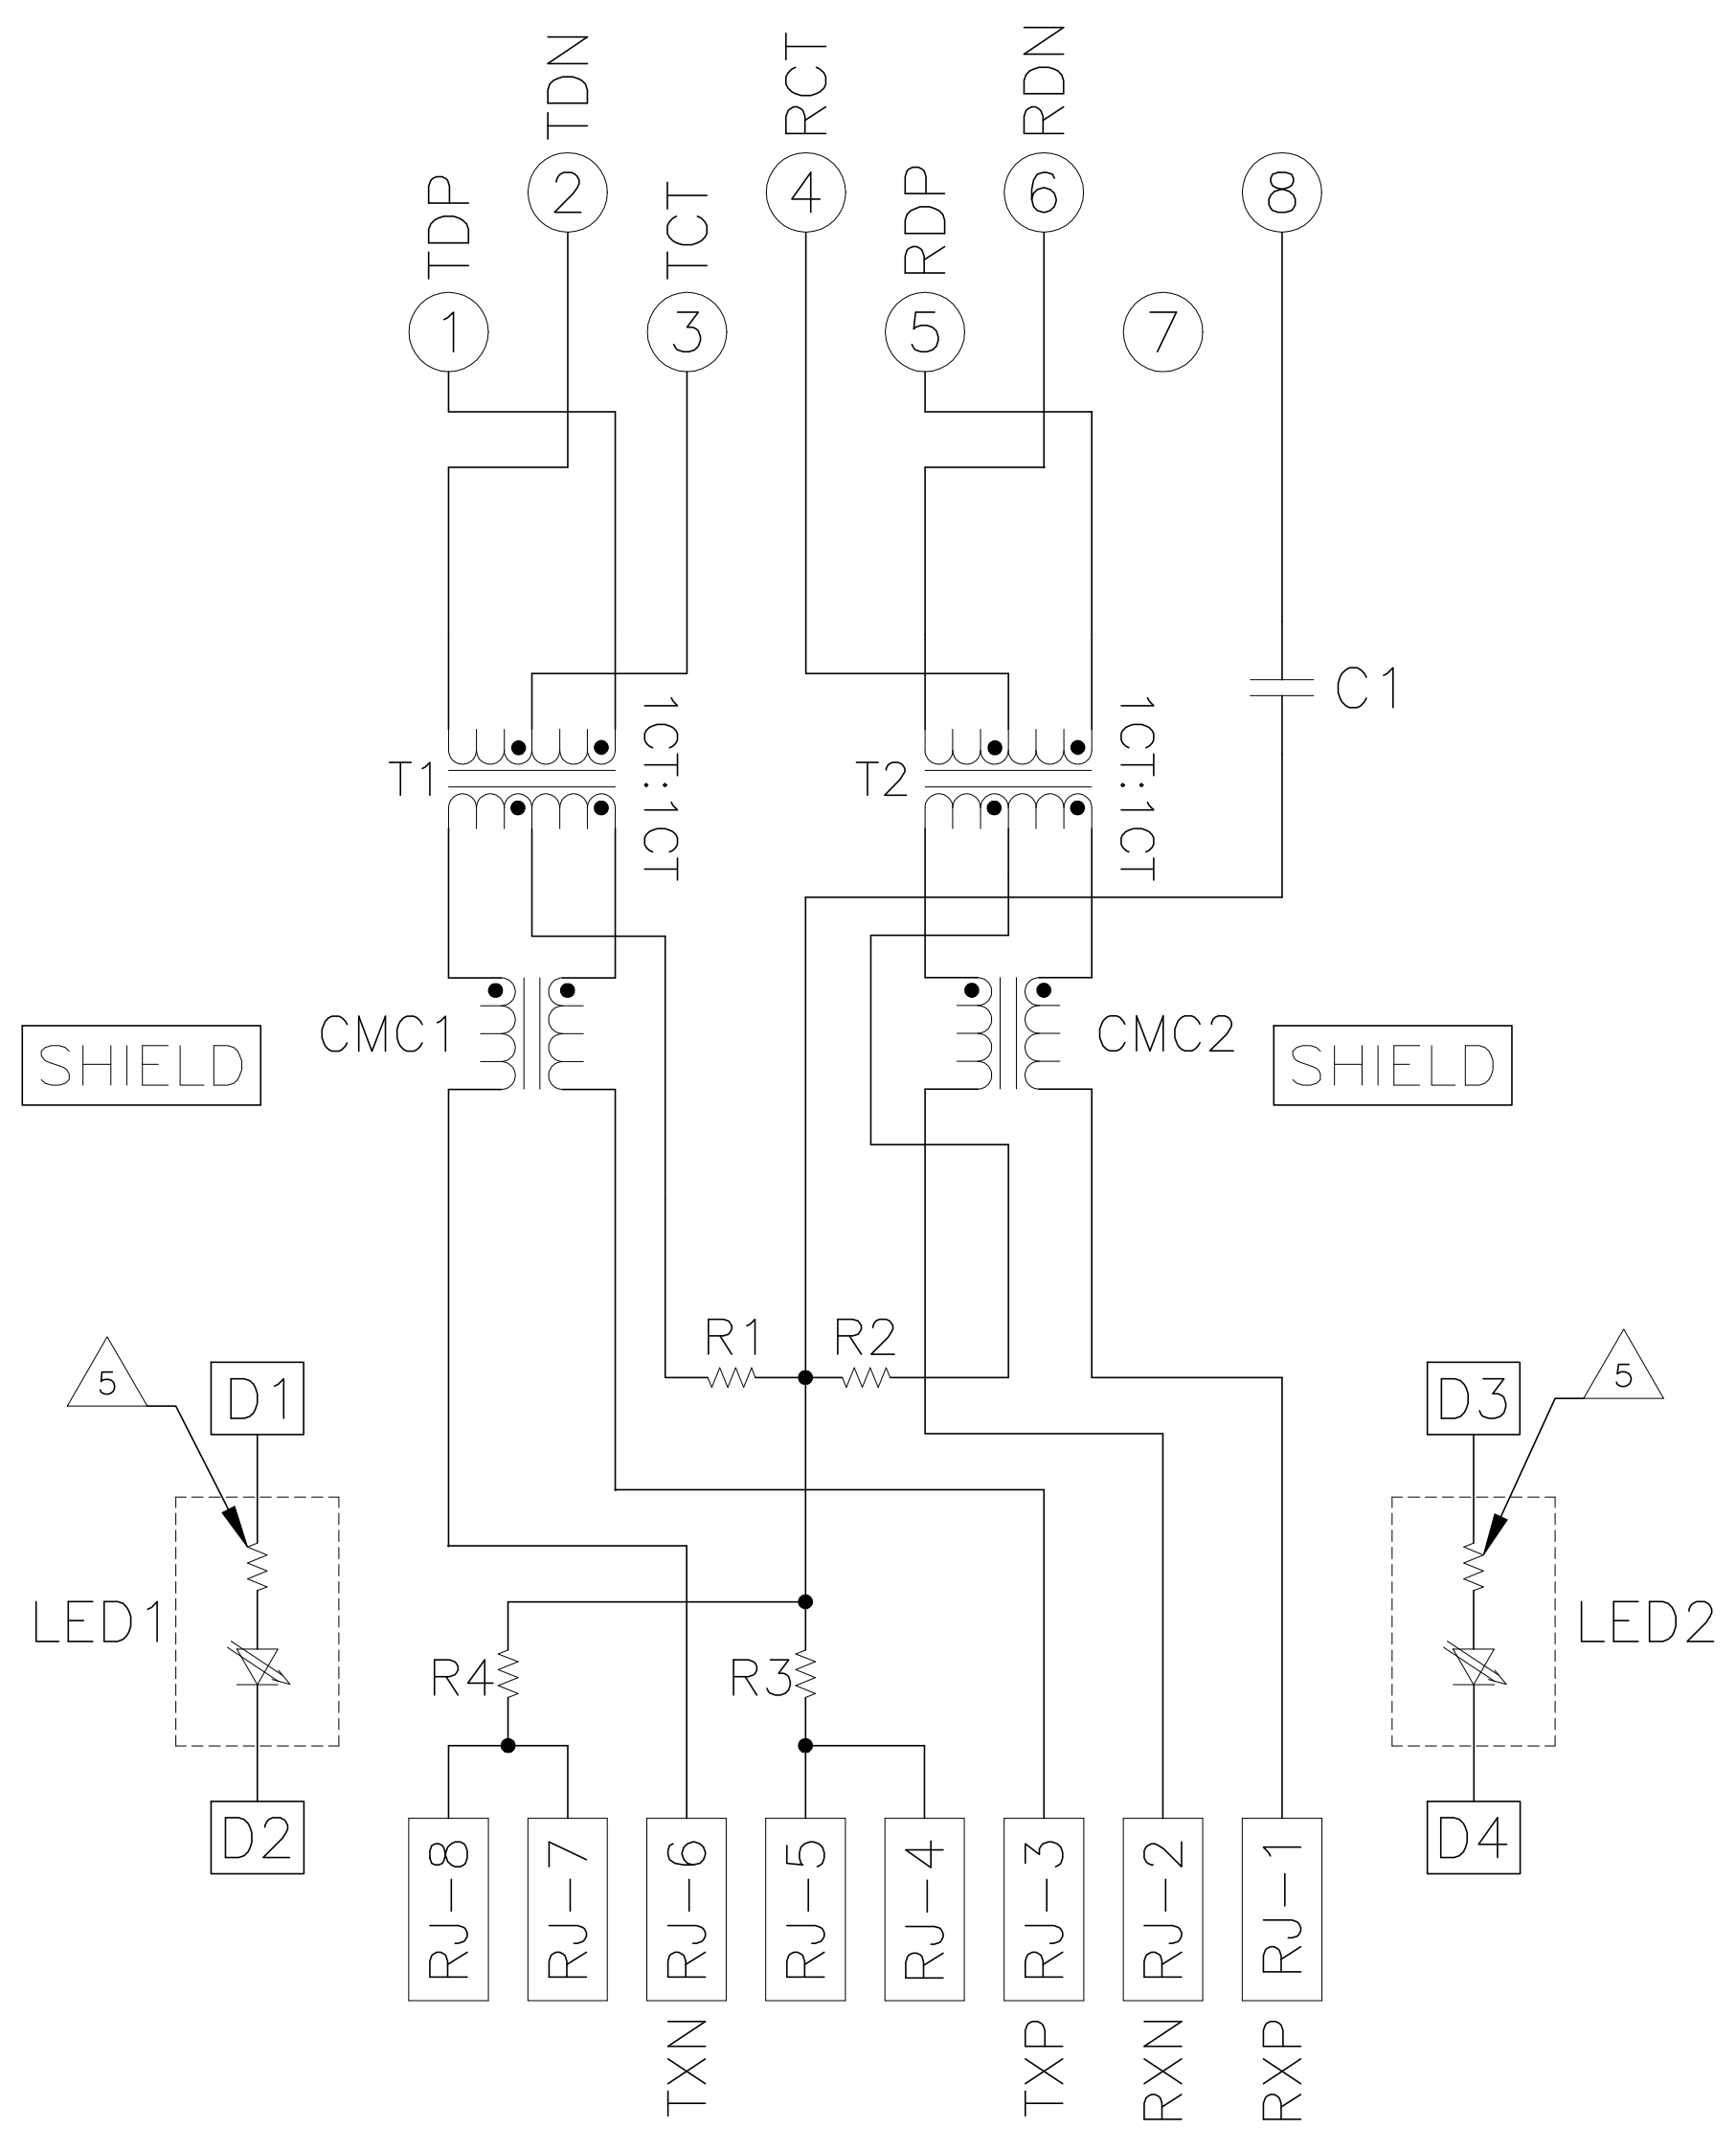 TDN
RCT
RDN
TDP
TCT
RDP
2
4
6
8
1
3
5
7
C1
T1
1CT:1CT
T2
1CT:1CT
CMC1
CMC2
SHIELD
SHIELD
R1
R2
5
D1
D3
5
LED1
LED2
R4
R3
D2
D4
RJ-8
RJ-7
RJ-6
RJ-5
RJ-4
RJ-3
RJ-2
RJ-1
TXN
TXP
RXN
RXP